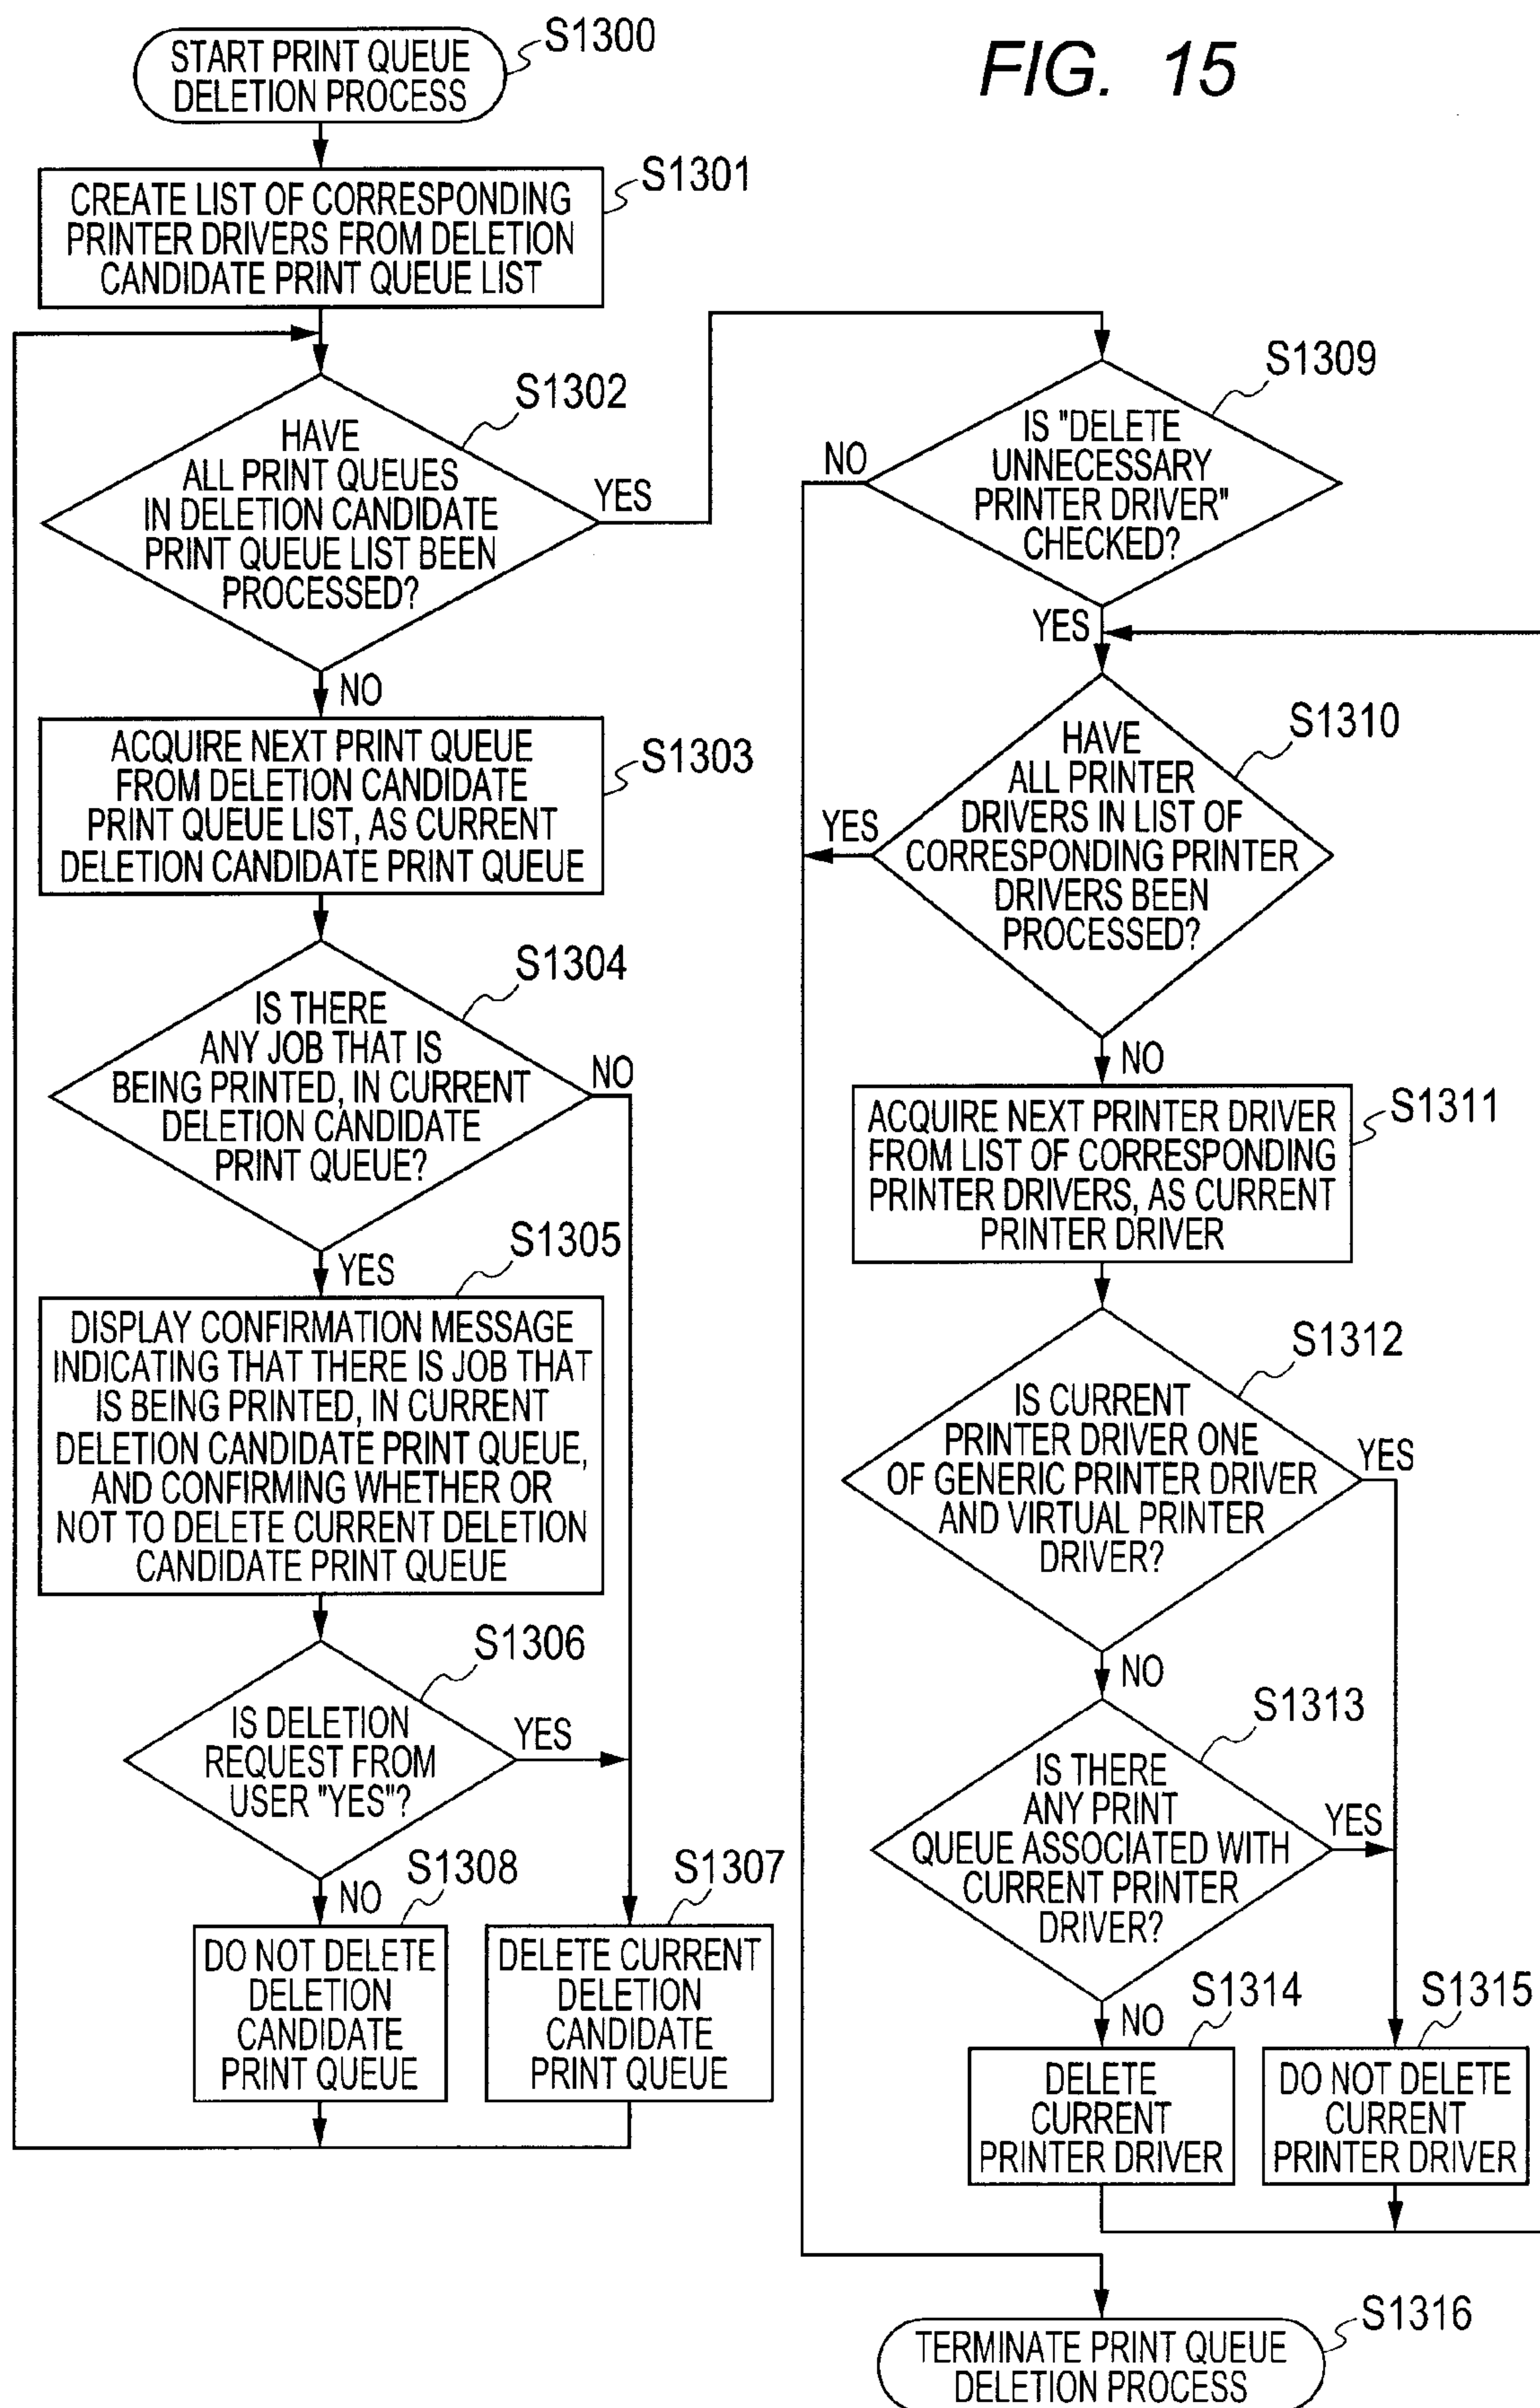 FIG. 15
START PRINT QUEUE
DELETION PROCESS
S1300
CREATE LIST OF CORRESPONDING
PRINTER DRIVERS FROM DELETION
CANDIDATE PRINT QUEUE LIST
S1301
HAVE
ALL PRINT QUEUES
IN DELETION CANDIDATE
PRINT QUEUE LIST BEEN
PROCESSED?
S1302
YES
NO
ACQUIRE NEXT PRINT QUEUE
FROM DELETION CANDIDATE
PRINT QUEUE LIST, AS CURRENT
DELETION CANDIDATE PRINT QUEUE
S1303
IS THERE
ANY JOB THAT IS
BEING PRINTED, IN CURRENT
DELETION CANDIDATE
PRINT QUEUE?
S1304
NO
YES
S1305
DISPLAY CONFIRMATION MESSAGE
INDICATING THAT THERE IS JOB THAT
IS BEING PRINTED, IN CURRENT
DELETION CANDIDATE PRINT QUEUE,
AND CONFIRMING WHETHER OR
NOT TO DELETE CURRENT DELETION
CANDIDATE PRINT QUEUE
S1306
IS DELETION
REQUEST FROM
USER "YES"?
YES
NO
S1308
DO NOT DELETE
DELETION
CANDIDATE
PRINT QUEUE
S1307
DELETE CURRENT
DELETION
CANDIDATE
PRINT QUEUE
S1309
IS "DELETE
UNNECESSARY
PRINTER DRIVER"
CHECKED?
NO
YES
S1310
HAVE
ALL PRINTER
DRIVERS IN LIST OF
CORRESPONDING PRINTER
DRIVERS BEEN
PROCESSED?
YES
NO
ACQUIRE NEXT PRINTER DRIVER
FROM LIST OF CORRESPONDING
PRINTER DRIVERS, AS CURRENT
PRINTER DRIVER
S1311
S1312
IS CURRENT
PRINTER DRIVER ONE
OF GENERIC PRINTER DRIVER
AND VIRTUAL PRINTER
DRIVER?
YES
NO
S1313
IS THERE
ANY PRINT
QUEUE ASSOCIATED WITH
CURRENT PRINTER
DRIVER?
YES
NO
S1314
DELETE
CURRENT
PRINTER DRIVER
S1315
DO NOT DELETE
CURRENT
PRINTER DRIVER
S1316
TERMINATE PRINT QUEUE
DELETION PROCESS